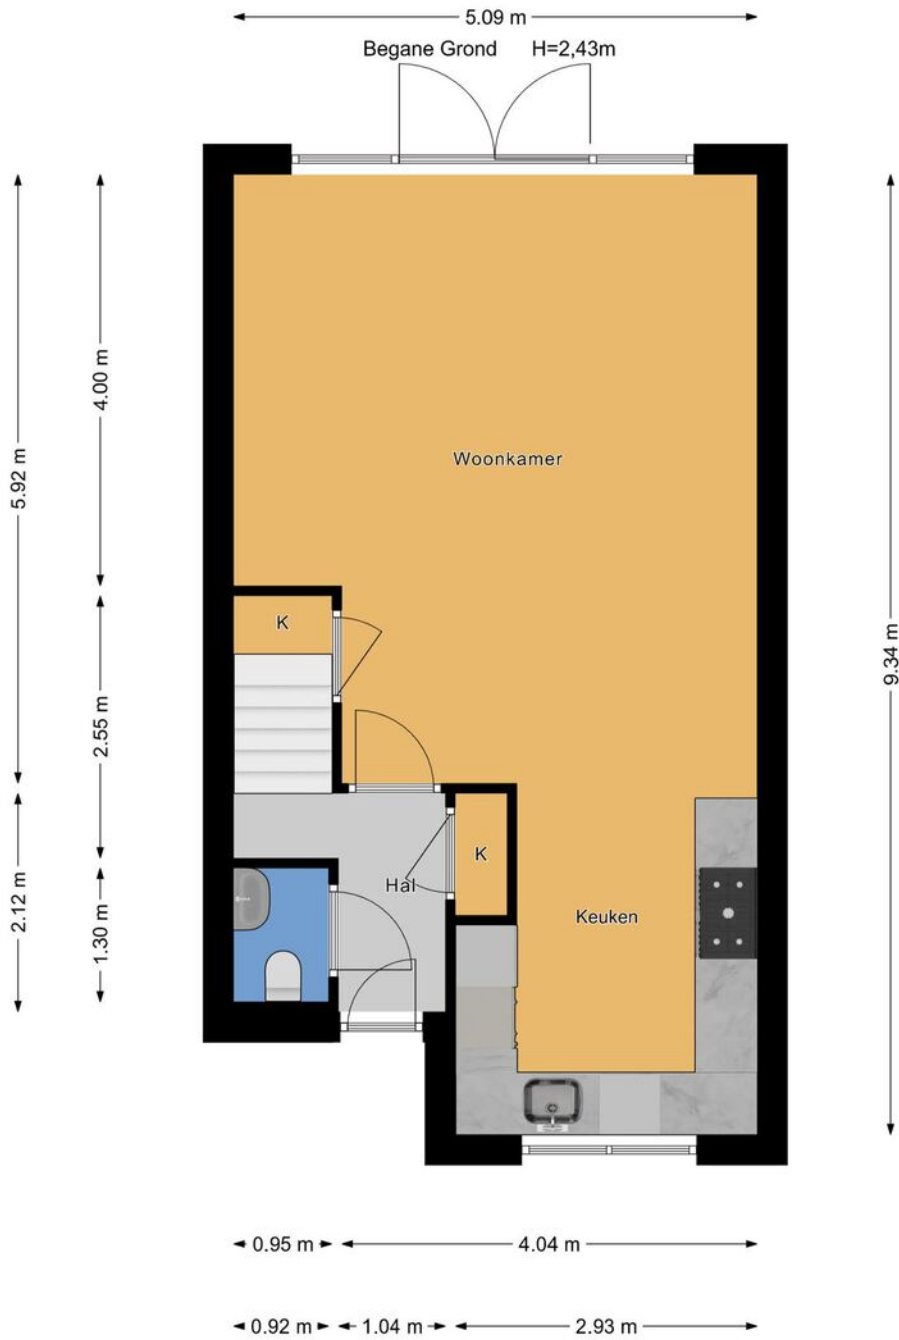 5.09 m
Begane Grond H=2,43m
5.92 m
4.00 m
Woonkamer
9.34 m
K
2.55 m
K
Hal
2.12 m
1.30 m
Keuken
0.95 m
4.04 m
0.92 m
1.04 m
2.93 m